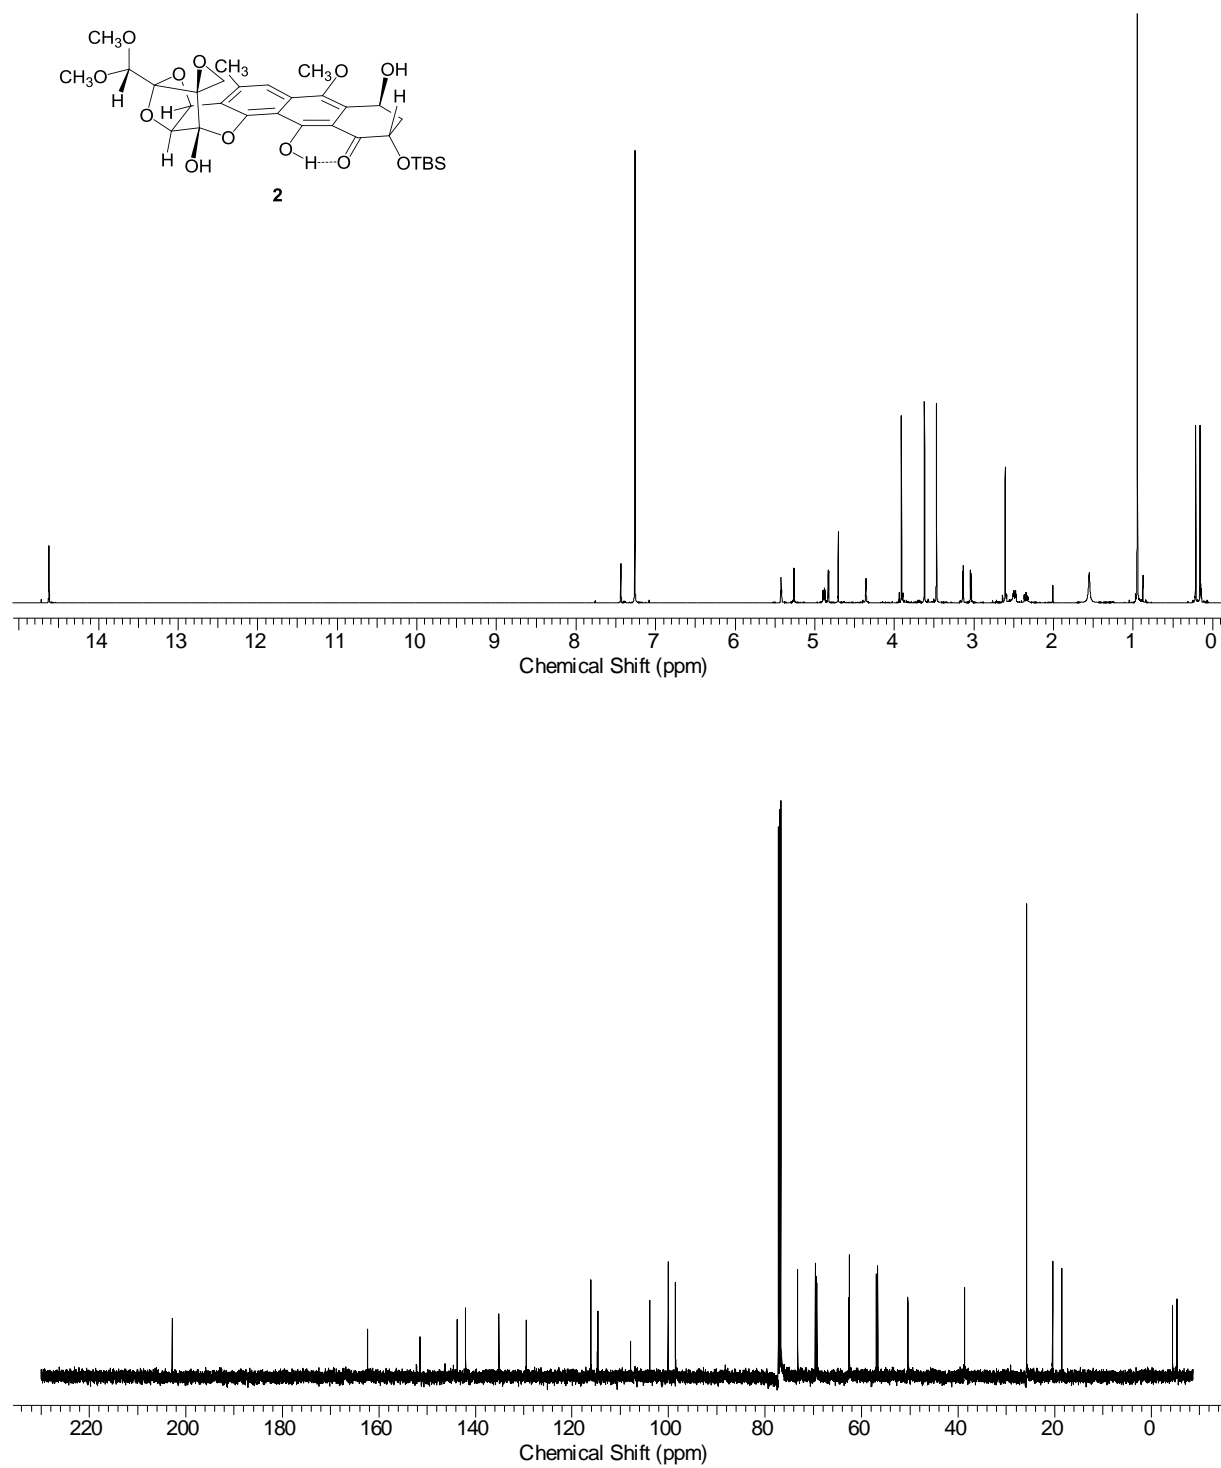 CH3O
CH3O
H
O
O
CH3
CH3O
OH
H
H
O
H
OH
O
O
H
O
OTBS
2
14 13 12 11 10 9 8 7 6 5 4 3 2 1 0
Chemical Shift (ppm)
220 200 180 160 140 120 100 80 60 40 20 0
Chemical Shift (ppm)